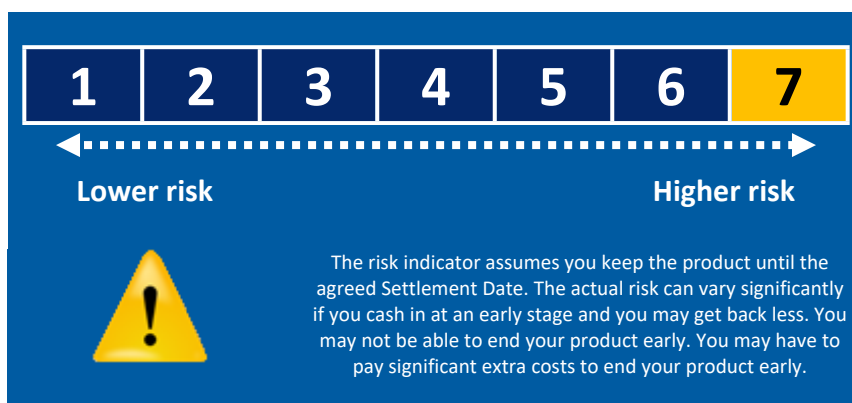 1 2 3 4 5 6 7
Lower risk Higher risk
The risk indicator assumes you keep the product until the
agreed Settlement Date. The actual risk can vary significantly
if you cash in at an early stage and you may get back less. You
may not be able to end your product early. You may have to
pay significant extra costs to end your product early.